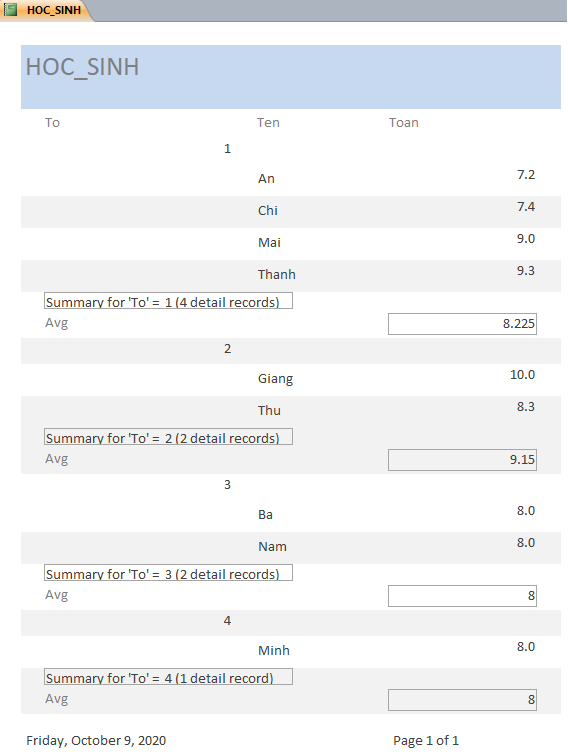 HOC_SINH
HOC_SINH
To Ten Toan
1
An 7.2
Chi 7.4
Mai 9.0
Thanh 9.3
Summary for 'To' = 1 (4 detail records)
Avg 8.225
2
Giang 10.0
Thu 8.3
Summary for 'To' = 2 (2 detail records)
Avg 9.15
3
Ba 8.0
Nam 8.0
Summary for 'To' = 3 (2 detail records)
Avg 8
4
Minh 8.0
Summary for 'To' = 4 (1 detail record)
Avg 8
Friday, October 9, 2020 Page 1 of 1